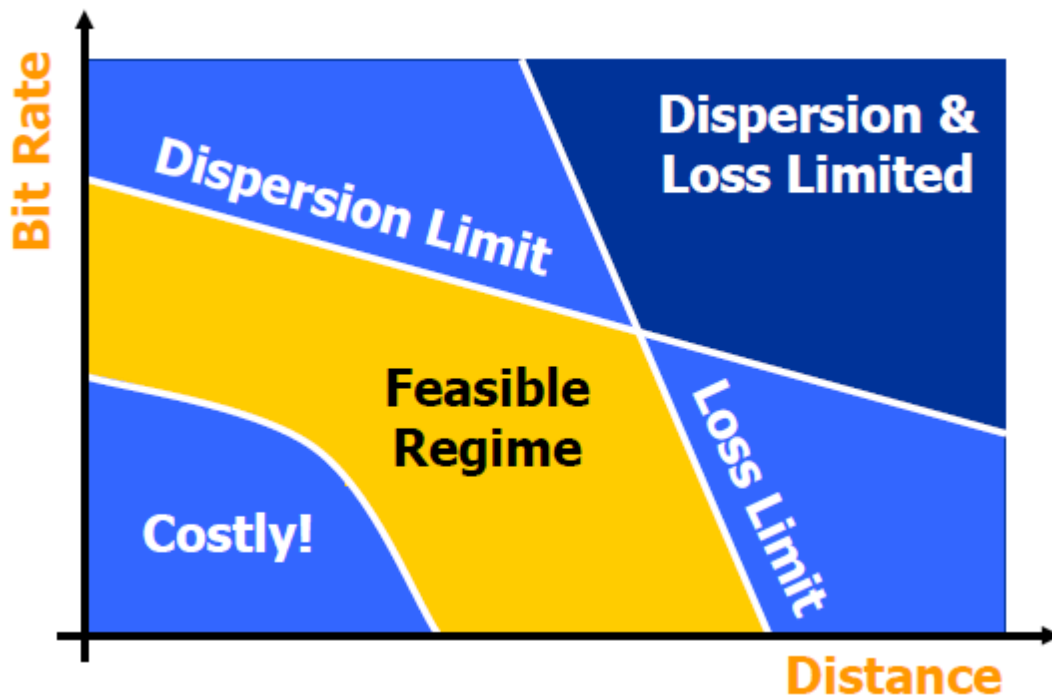 Bit Rate
Dispersion &
Loss Limited
Dispersion Limit
Feasible
Regime
Loss Limit
Costly!
Distance